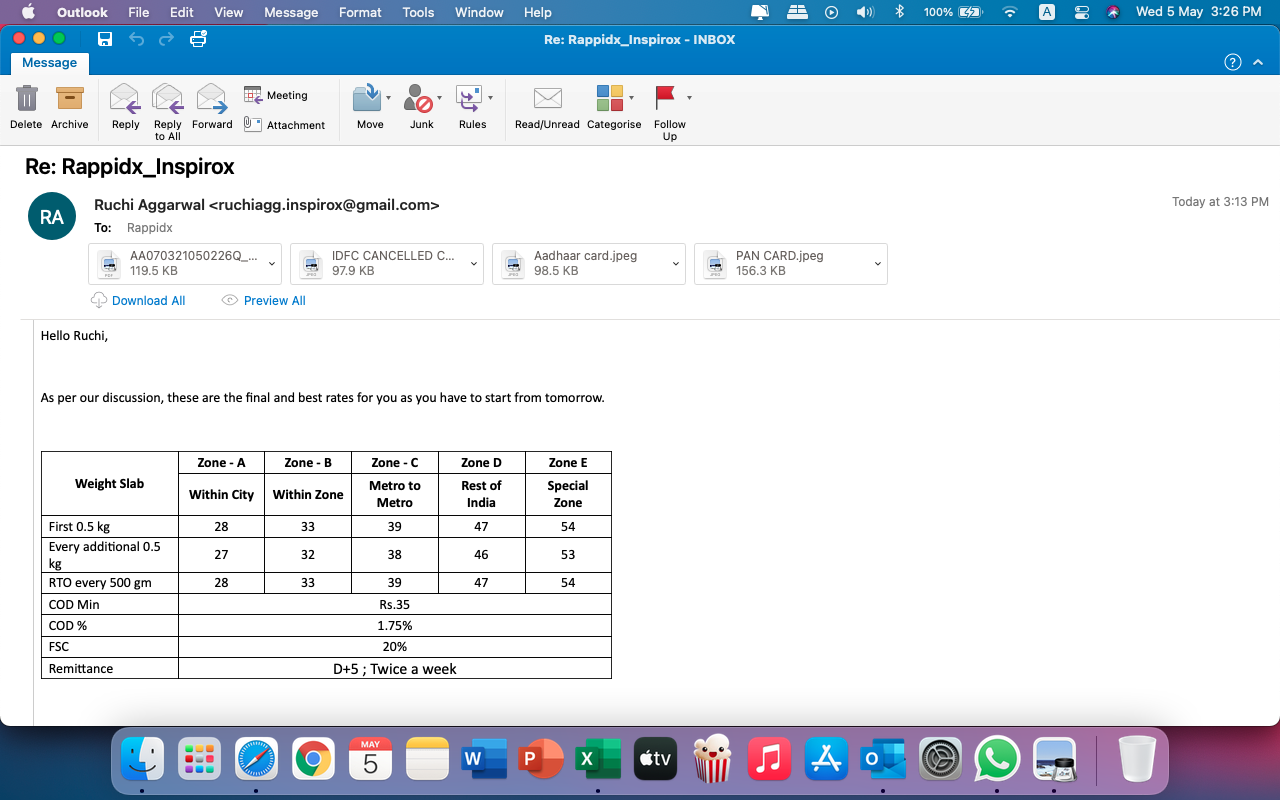 Outlook File Edit View Message Format Tools Window Help 100% A Wed 5 May 3:26 PM
Re: Rappidx_Inspirox - INBOX
Message
?
Delete Archive Reply Reply to All Forward Meeting Attachment Move Junk Rules Read/Unread Categorise Follow Up
Re: Rappidx_Inspirox
RA
Ruchi Aggarwal <ruchiagg.inspirox@gmail.com>
Today at 3:13 PM
To: Rappidx
AA070321050226Q_... IDFC CANCELLED C... Aadhaar card.jpeg PAN CARD.jpeg
119.5 KB 97.9 KB 98.5 KB 156.3 KB
Download All Preview All
Hello Ruchi,
As per our discussion, these are the final and best rates for you as you have to start from tomorrow.
Weight Slab Zone - A Zone - B Zone - C Zone D Zone E
Within City Within Zone Metro to Metro Rest of India Special Zone
First 0.5 kg 28 33 39 47 54
Every additional 0.5 kg 27 32 38 46 53
RTO every 500 gm 28 33 39 47 54
COD Min Rs.35
COD % 1.75%
FSC 20%
Remittance D+5 ; Twice a week
MAY
5
W P X tv O